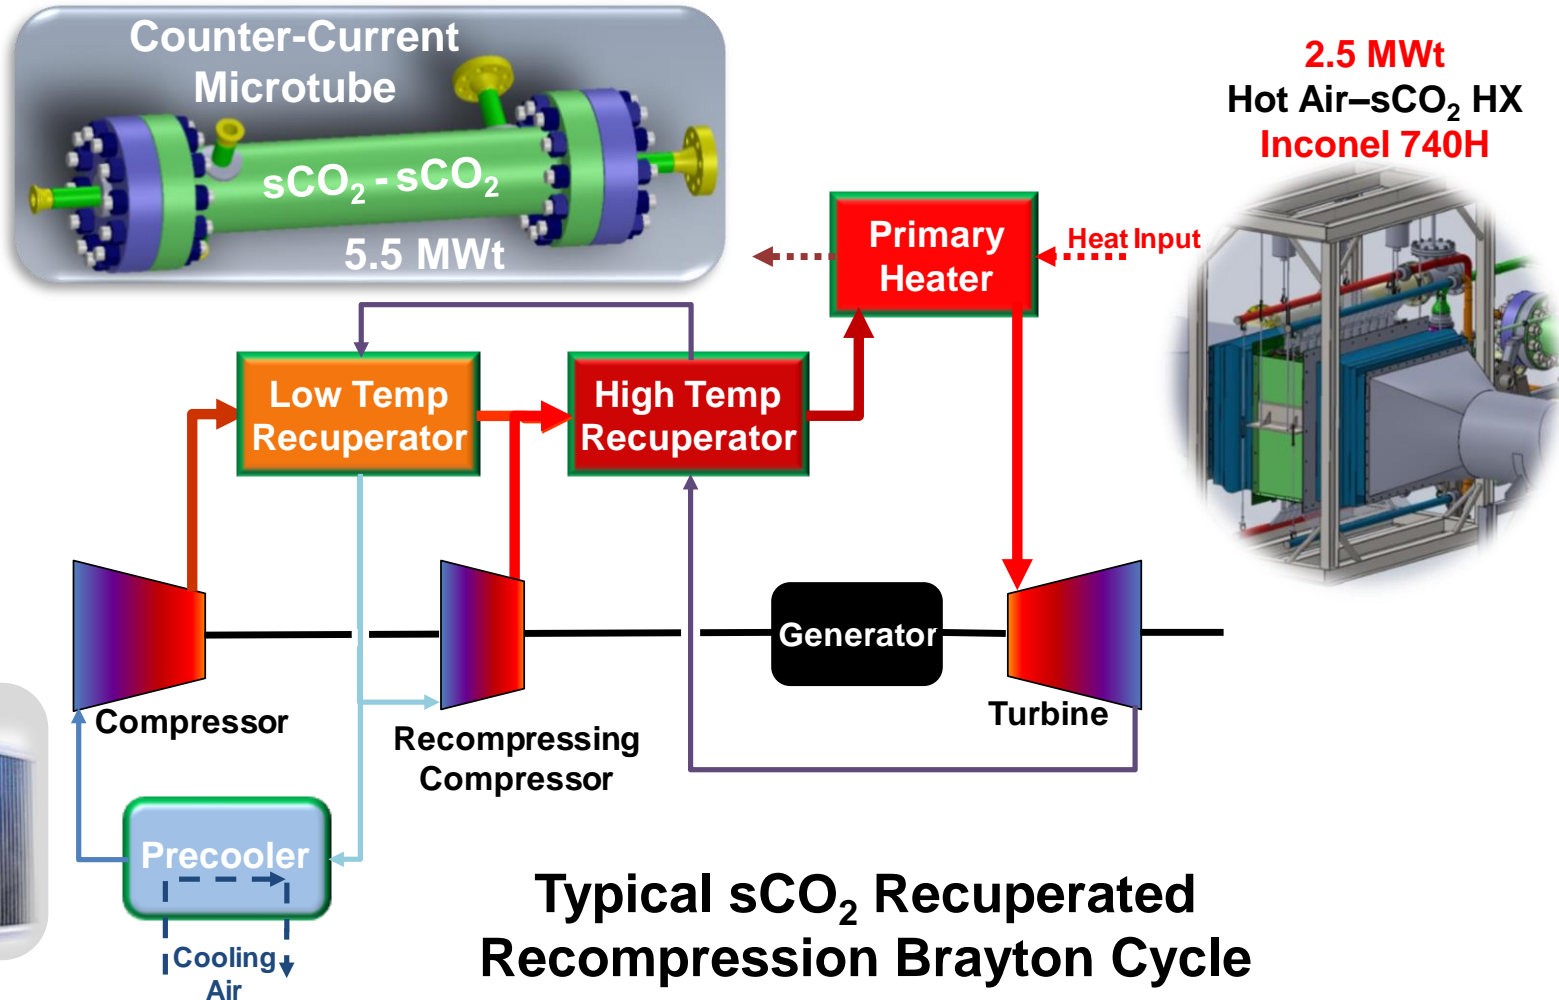 Counter-Current
Microtube
sCO₂ - sCO₂
5.5 MWt
2.5 MWt
Hot Air–sCO₂ HX
Inconel 740H
Primary
Heater
Heat Input
Low Temp
Recuperator
High Temp
Recuperator
Generator
Compressor
Recompressing
Compressor
Turbine
Precooler
Cooling
Air
Typical sCO₂ Recuperated
Recompression Brayton Cycle